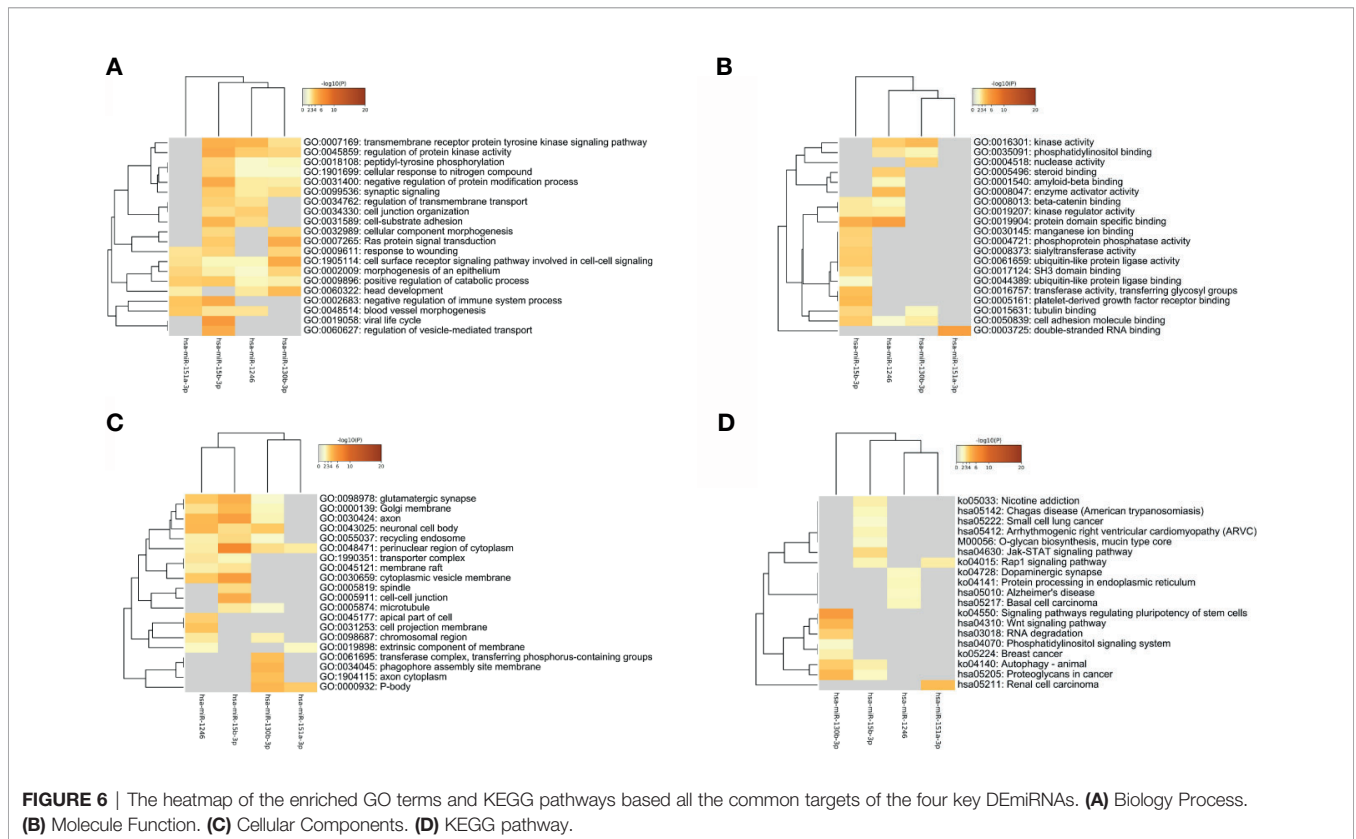 A
-log10(P)
0 2 3 4 6 10 20
GO:0007169: transmembrane receptor protein tyrosine kinase signaling pathway
GO:0045859: regulation of protein kinase activity
GO:0018108: peptidyl-tyrosine phosphorylation
GO:1901699: cellular response to nitrogen compound
GO:0031400: negative regulation of protein modification process
GO:0099536: synaptic signaling
GO:0034762: regulation of transmembrane transport
GO:0034330: cell junction organization
GO:0031589: cell-substrate adhesion
GO:0032989: cellular component morphogenesis
GO:0007265: Ras protein signal transduction
GO:0009611: response to wounding
GO:1905114: cell surface receptor signaling pathway involved in cell-cell signaling
GO:0002009: morphogenesis of an epithelium
GO:0009896: positive regulation of catabolic process
GO:0060322: head development
GO:0002683: negative regulation of immune system process
GO:0048514: blood vessel morphogenesis
GO:0019058: viral life cycle
GO:0060627: regulation of vesicle-mediated transport
hsa-miR-151a-3p
hsa-miR-15b-3p
hsa-miR-1246
hsa-miR-130b-3p
B
-log10(P)
0 2 3 4 6 10 20
GO:0016301: kinase activity
GO:0035091: phosphatidylinositol binding
GO:0004518: nuclease activity
GO:0005496: steroid binding
GO:0001540: amyloid-beta binding
GO:0008047: enzyme activator activity
GO:0008013: beta-catenin binding
GO:0019207: kinase regulator activity
GO:0019904: protein domain specific binding
GO:0030145: manganese ion binding
GO:0004721: phosphoprotein phosphatase activity
GO:0008373: sialyltransferase activity
GO:0061659: ubiquitin-like protein ligase activity
GO:0017124: SH3 domain binding
GO:0044389: ubiquitin-like protein ligase binding
GO:0016757: transferase activity, transferring glycosyl groups
GO:0005161: platelet-derived growth factor receptor binding
GO:0015631: tubulin binding
GO:0050839: cell adhesion molecule binding
GO:0003725: double-stranded RNA binding
hsa-miR-15b-3p
hsa-miR-1246
hsa-miR-130b-3p
hsa-miR-151a-3p
C
-log10(P)
0 2 3 4 6 10 20
GO:0098978: glutamatergic synapse
GO:0000139: Golgi membrane
GO:0030424: axon
GO:0043025: neuronal cell body
GO:0055037: recycling endosome
GO:0048471: perinuclear region of cytoplasm
GO:1990351: transporter complex
GO:0045121: membrane raft
GO:0030659: cytoplasmic vesicle membrane
GO:0005819: spindle
GO:0005911: cell-cell junction
GO:0005874: microtubule
GO:0045177: apical part of cell
GO:0031253: cell projection membrane
GO:0098687: chromosomal region
GO:0019898: extrinsic component of membrane
GO:0061695: transferase complex, transferring phosphorus-containing groups
GO:0034045: phagophore assembly site membrane
GO:1904115: axon cytoplasm
GO:0000932: P-body
hsa-miR-1246
hsa-miR-15b-3p
hsa-miR-130b-3p
hsa-miR-151a-3p
D
-log10(P)
0 2 3 4 6 10 20
ko05033: Nicotine addiction
hsa05142: Chagas disease (American trypanosomiasis)
hsa05222: Small cell lung cancer
hsa05412: Arrhythmogenic right ventricular cardiomyopathy (ARVC)
M00056: O-glycan biosynthesis, mucin type core
hsa04630: Jak-STAT signaling pathway
ko04015: Rap1 signaling pathway
ko04728: Dopaminergic synapse
ko04141: Protein processing in endoplasmic reticulum
hsa05010: Alzheimer's disease
hsa05217: Basal cell carcinoma
ko04550: Signaling pathways regulating pluripotency of stem cells
hsa04310: Wnt signaling pathway
hsa03018: RNA degradation
hsa04070: Phosphatidylinositol signaling system
ko05224: Breast cancer
ko04140: Autophagy - animal
hsa05205: Proteoglycans in cancer
hsa05211: Renal cell carcinoma
hsa-miR-130b-3p
hsa-miR-15b-3p
hsa-miR-1246
hsa-miR-151a-3p
FIGURE 6 | The heatmap of the enriched GO terms and KEGG pathways based all the common targets of the four key DEmiRNAs. (A) Biology Process.
(B) Molecule Function. (C) Cellular Components. (D) KEGG pathway.